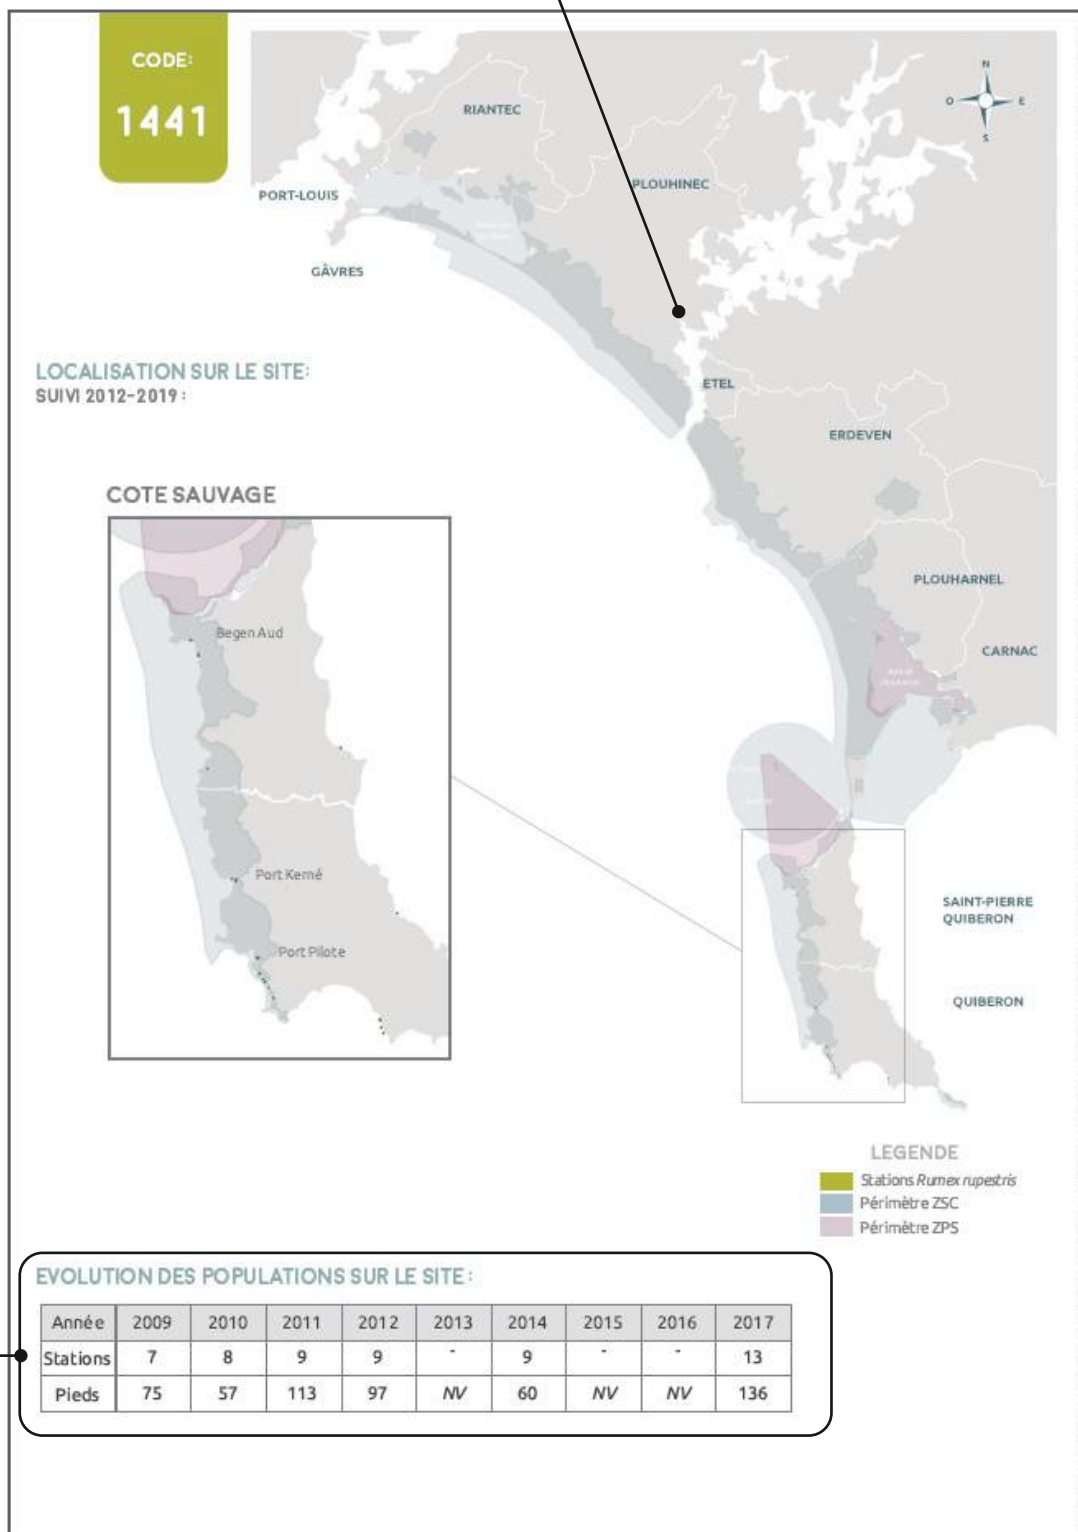 CODE:
1441
N
O
E
S
RIANTEC
PLOUHINEC
PORT-LOUIS
GÂVRES
LOCALISATION SUR LE SITE:
SUIVI 2012-2019 :
ETEL
ERDEVEN
COTE SAUVAGE
PLOUHARNEL
CARNAC
Begen Aud
Port Kerné
Port Pilote
SAINT-PIERRE
QUIBERON
QUIBERON
LEGENDE
Stations Rumex rupestris
Périmètre ZSC
Périmètre ZPS
EVOLUTION DES POPULATIONS SUR LE SITE :
Année 2009 2010 2011 2012 2013 2014 2015 2016 2017
Stations 7 8 9 9 - 9 - - 13
Pieds 75 57 113 97 NV 60 NV NV 136